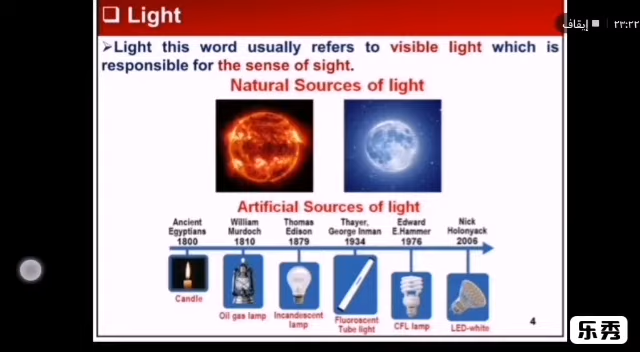 Light
إيقاف
٢٣:٢٢
Light this word usually refers to visible light which is
responsible for the sense of sight.
Natural Sources of light
Artificial Sources of light
Ancient
Egyptians
1800
William
Murdoch
1810
Thomas
Edison
1879
Thayer,
George Inman
1934
Edward
E.Hammer
1976
Nick
Holonyack
2006
Candle
Oil gas lamp
Incandescent
lamp
Fluoroscent
Tube light
CFL lamp
LED-white
4
乐秀